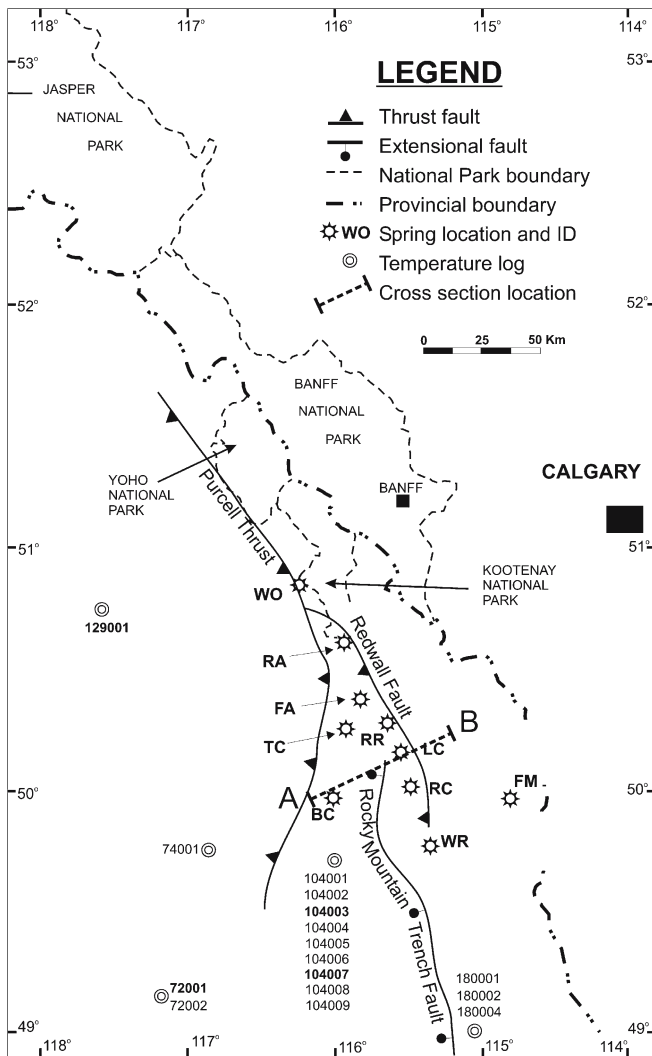 118°
117°
116°
115°
114°
53°
53°
LEGEND
JASPER
NATIONAL
PARK
Thrust fault
Extensional fault
National Park boundary
Provincial boundary
WO Spring location and ID
Temperature log
Cross section location
52°
52°
0 25 50 Km
BANFF
NATIONAL
PARK
CALGARY
YOHO
NATIONAL
PARK
BANFF
Purcell Thrust
51°
51°
KOOTENAY
NATIONAL
PARK
WO
129001
Redwall Fault
RA
FA
TC
RR
B
LC
A
BC
RC
FM
50°
50°
WR
Rocky Mountain Trench Fault
74001
104001
104002
104003
104004
104005
104006
104007
104008
104009
72001
72002
180001
180002
180004
49°
49°
118°
117°
116°
115°
114°